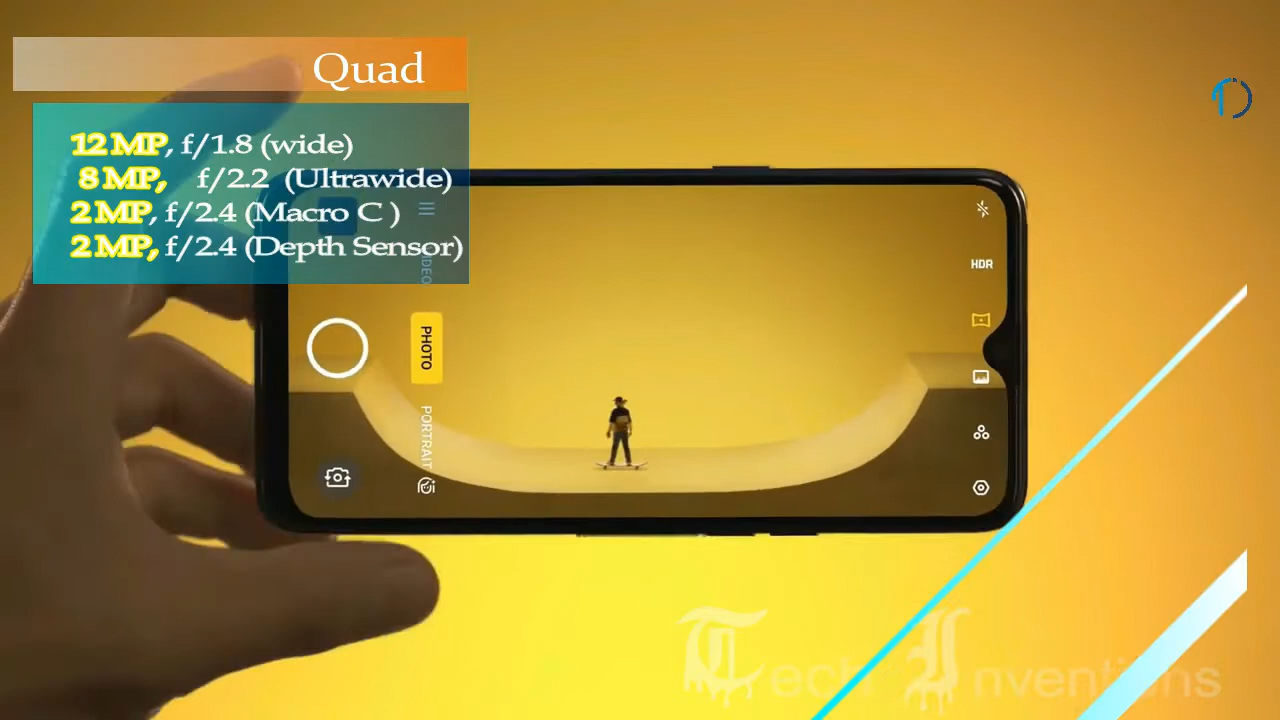 Quad
12 MP, f/1.8 (wide)
8 MP, f/2.2 (Ultrawide)
2 MP, f/2.4 (Macro C )
2 MP, f/2.4 (Depth Sensor)
HDR
PHOTO
PORTRAIT
Tech Inventions